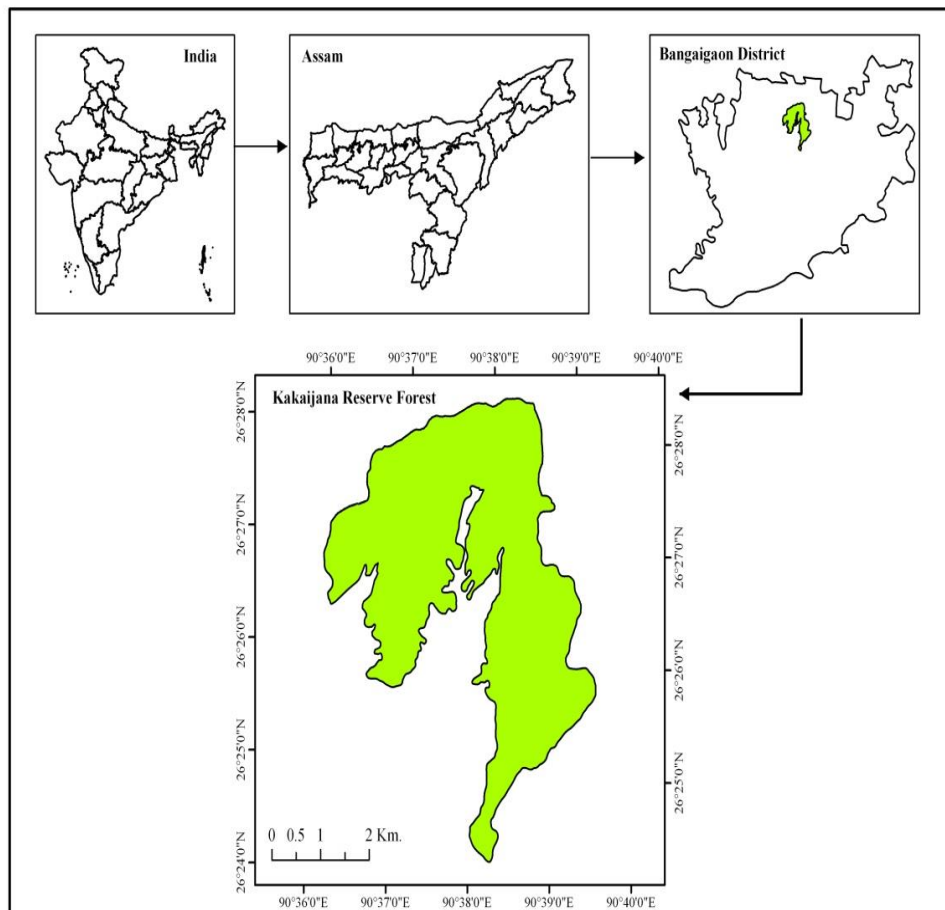 India
Assam
Bangaigaon District
90°36'0"E 90°37'0"E 90°38'0"E 90°39'0"E 90°40'0"E
Kakaijana Reserve Forest
26°28'0"N
26°27'0"N
26°26'0"N
26°25'0"N
26°24'0"N
26°28'0"N
26°27'0"N
26°26'0"N
26°25'0"N
0 0.5 1 2 Km.
90°36'0"E 90°37'0"E 90°38'0"E 90°39'0"E 90°40'0"E